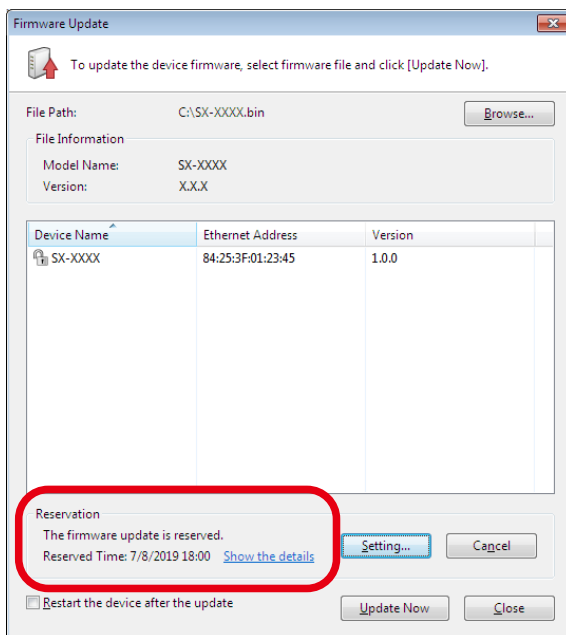 Firmware Update
To update the device firmware, select firmware file and click [Update Now].
File Path: C:\SX-XXXX.bin Browse...
File Information
Model Name: SX-XXXX
Version: X.X.X
Device Name Ethernet Address Version
SX-XXXX 84:25:3F:01:23:45 1.0.0
Reservation
The firmware update is reserved.
Reserved Time: 7/8/2019 18:00 Show the details Setting... Cancel
Restart the device after the update
Update Now Close